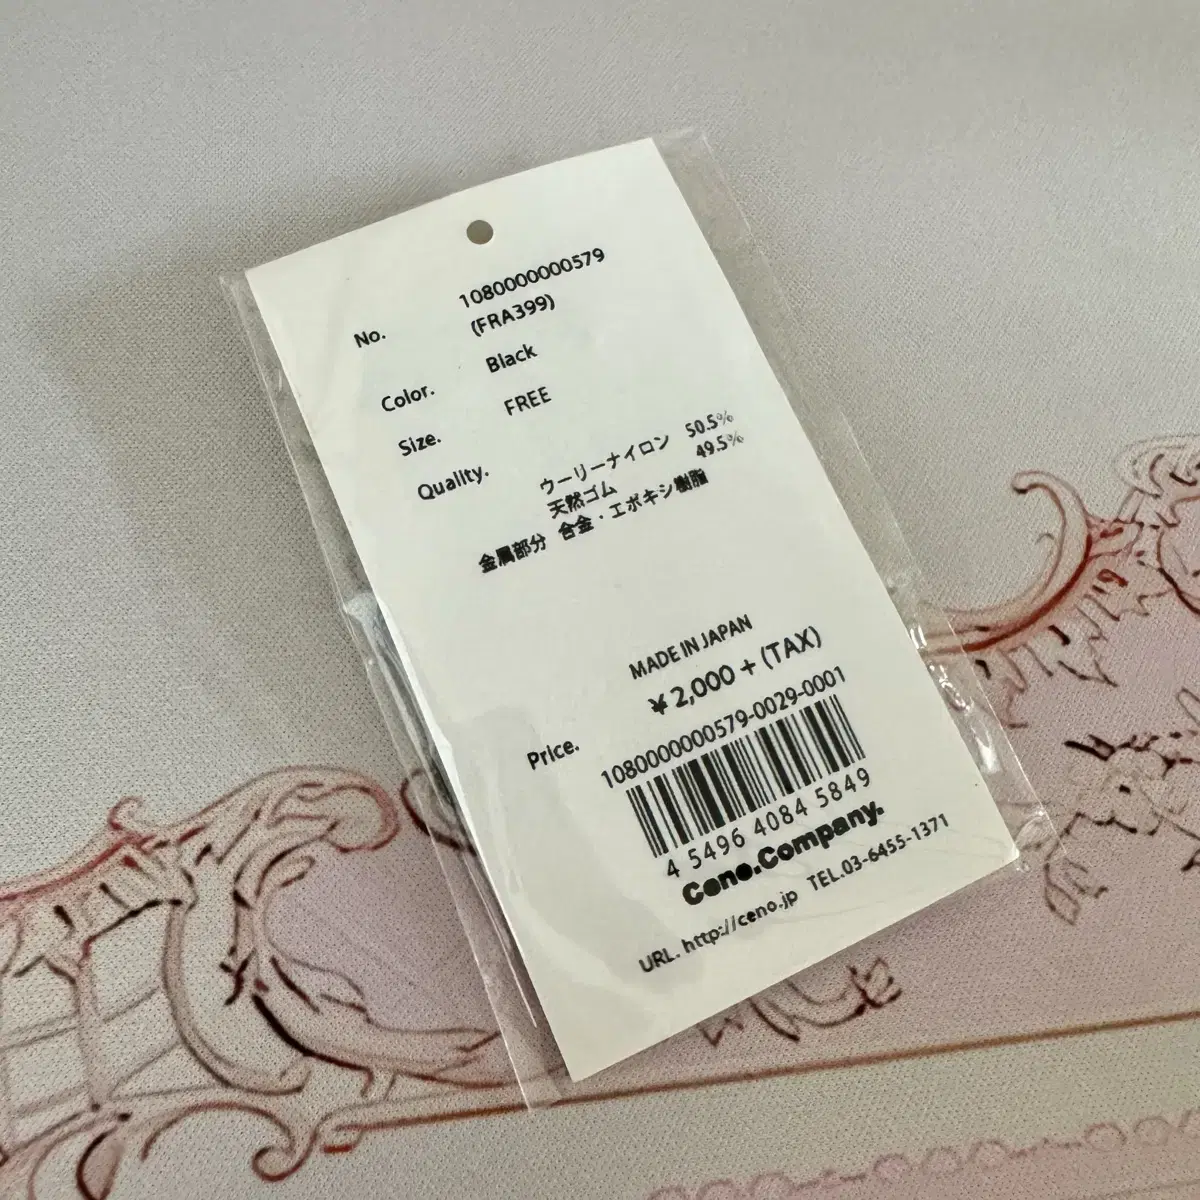 No. 1080000000579
(FRA399)
Color. Black
Size. FREE
Quality. ウーリーナイロン 50.5%
天然ゴム 49.5%
金属部分 合金・エポキシ樹脂
MADE IN JAPAN
Price. ¥2,000 + (TAX)
1080000000579-0029-0001
4 5496 4084 5849
Ceno.Company.
URL. http://ceno.jp TEL.03-6455-1371